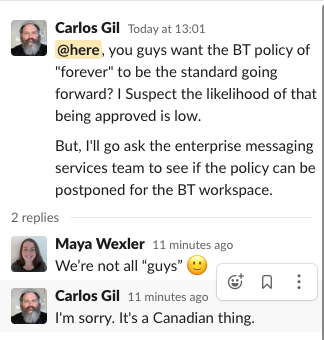 Carlos Gil Today at 13:01
@here, you guys want the BT policy of
"forever" to be the standard going
forward? I Suspect the likelihood of that
being approved is low.
But, I'll go ask the enterprise messaging
services team to see if the policy can be
postponed for the BT workspace.
2 replies
Maya Wexler 11 minutes ago
We’re not all “guys” 🙂
Carlos Gil 11 minutes ago
I'm sorry. It's a Canadian thing.